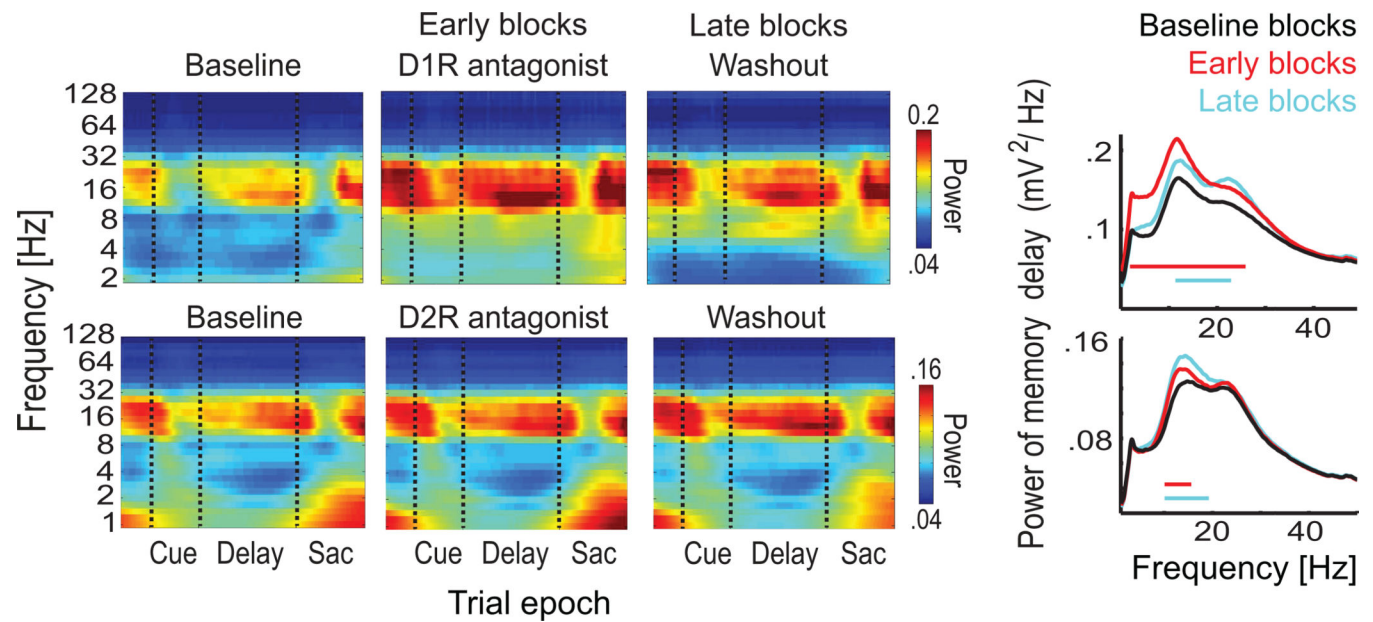 Early blocks
Late blocks
Baseline
D1R antagonist
Washout
Frequency [Hz]
128
64
32
16
8
4
2
0.2
Power
.04
Baseline
D2R antagonist
Washout
128
64
32
16
8
4
2
1
.16
Power
.04
Cue Delay Sac
Cue Delay Sac
Cue Delay Sac
Trial epoch
Baseline blocks
Early blocks
Late blocks
Power of memory delay (mV²/ Hz)
.2
.1
20 40
.16
.08
20 40
Frequency [Hz]